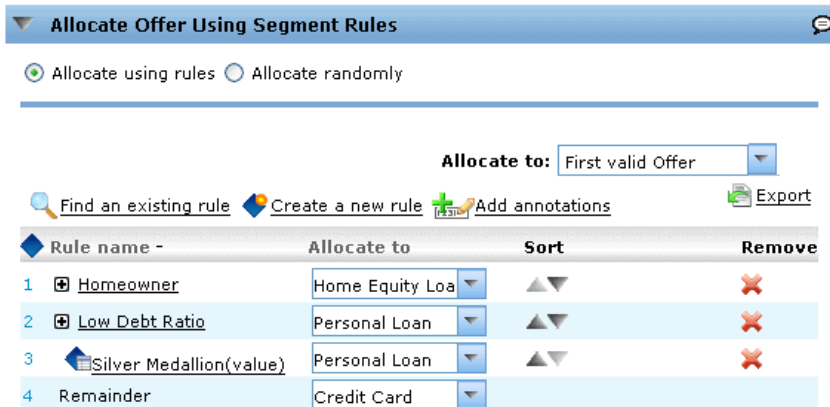 Allocate Offer Using Segment Rules
Allocate using rules Allocate randomly
Allocate to: First valid Offer
Find an existing rule Create a new rule Add annotations Export
Rule name - Allocate to Sort Remove
1 Homeowner Home Equity Loa
2 Low Debt Ratio Personal Loan
3 Silver Medallion(value) Personal Loan
4 Remainder Credit Card